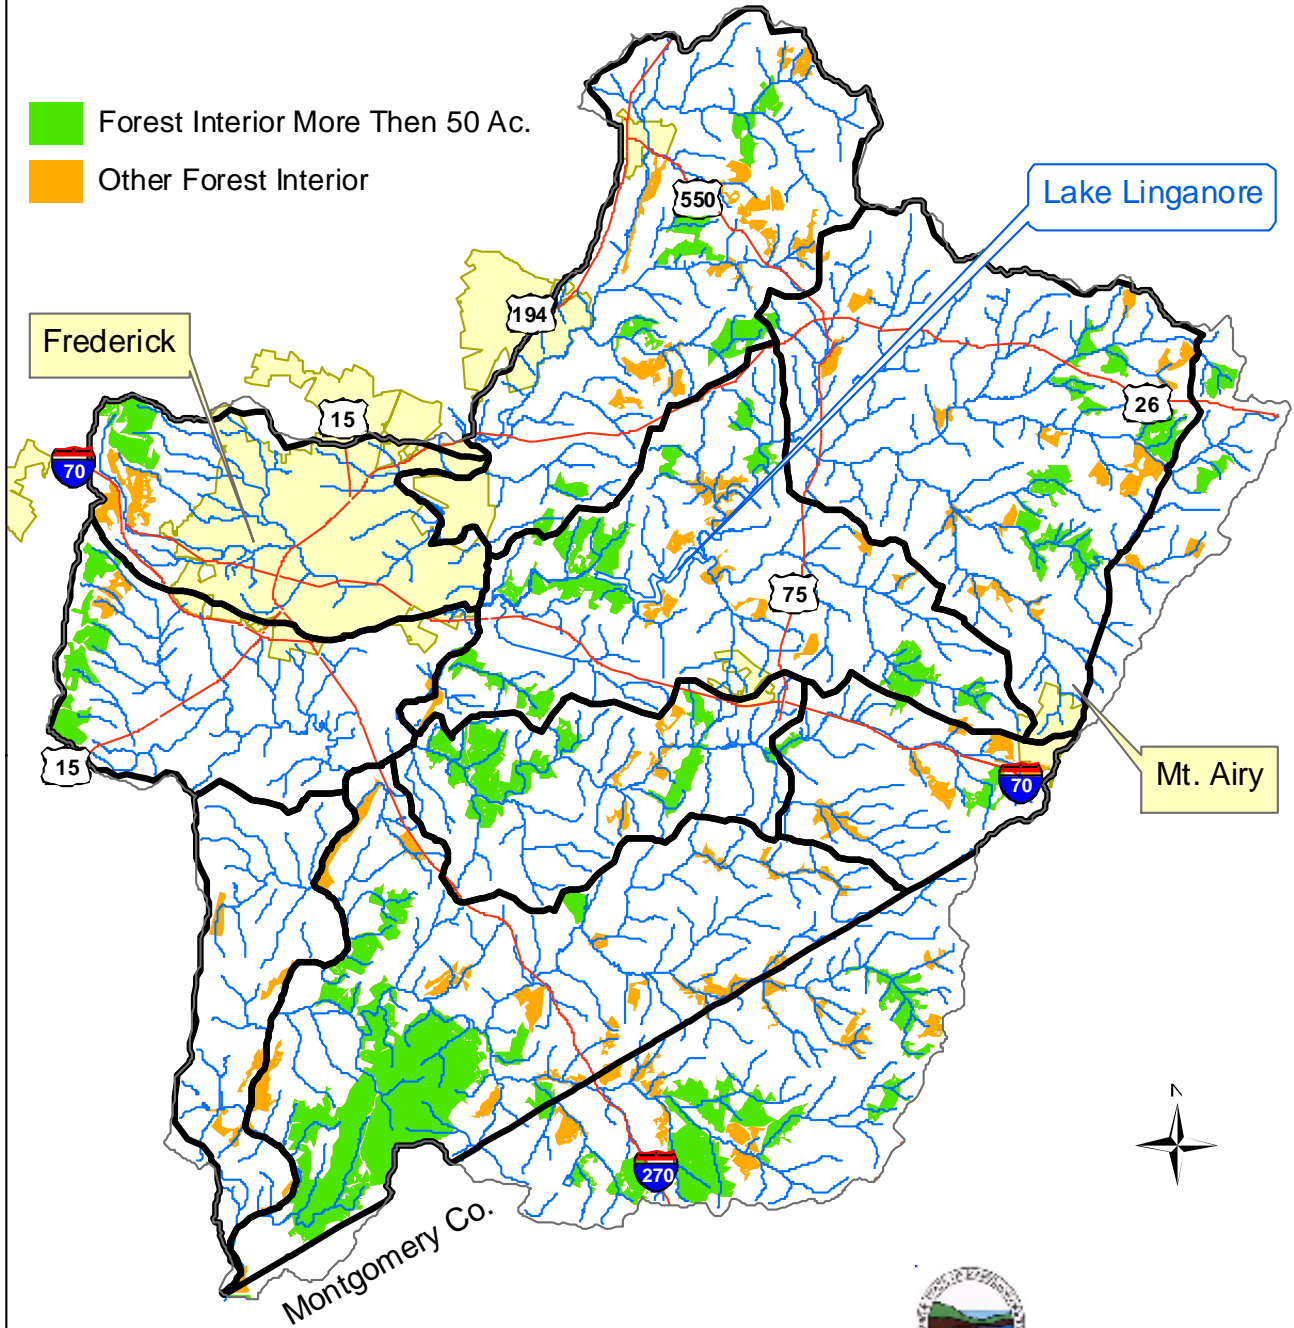 Forest Interior More Then 50 Ac.
Other Forest Interior
550
Lake Linganore
194
Frederick
15
26
70
75
15
Mt. Airy
70
270
N
Montgomery Co.